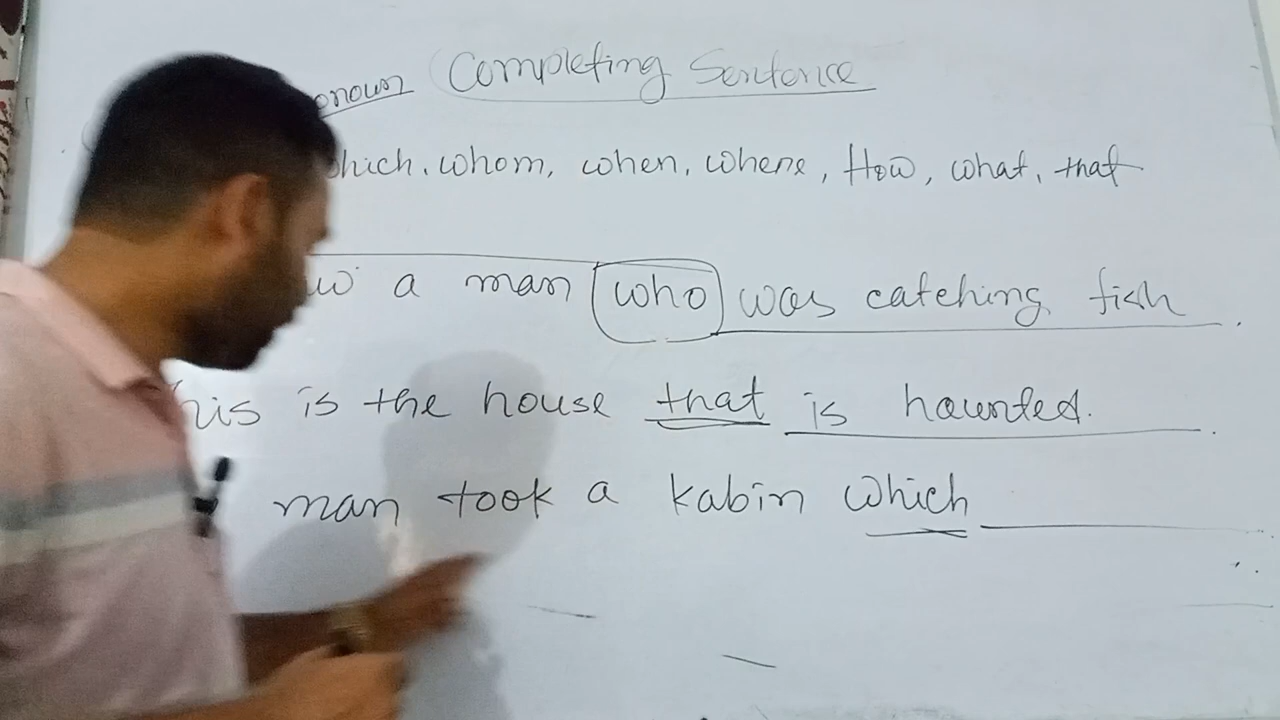 onoun Completing Sentence
hich. whom, when, where, How, what, that
w a man who was catching fish
his is the house that is haunted.
man took a kabin which